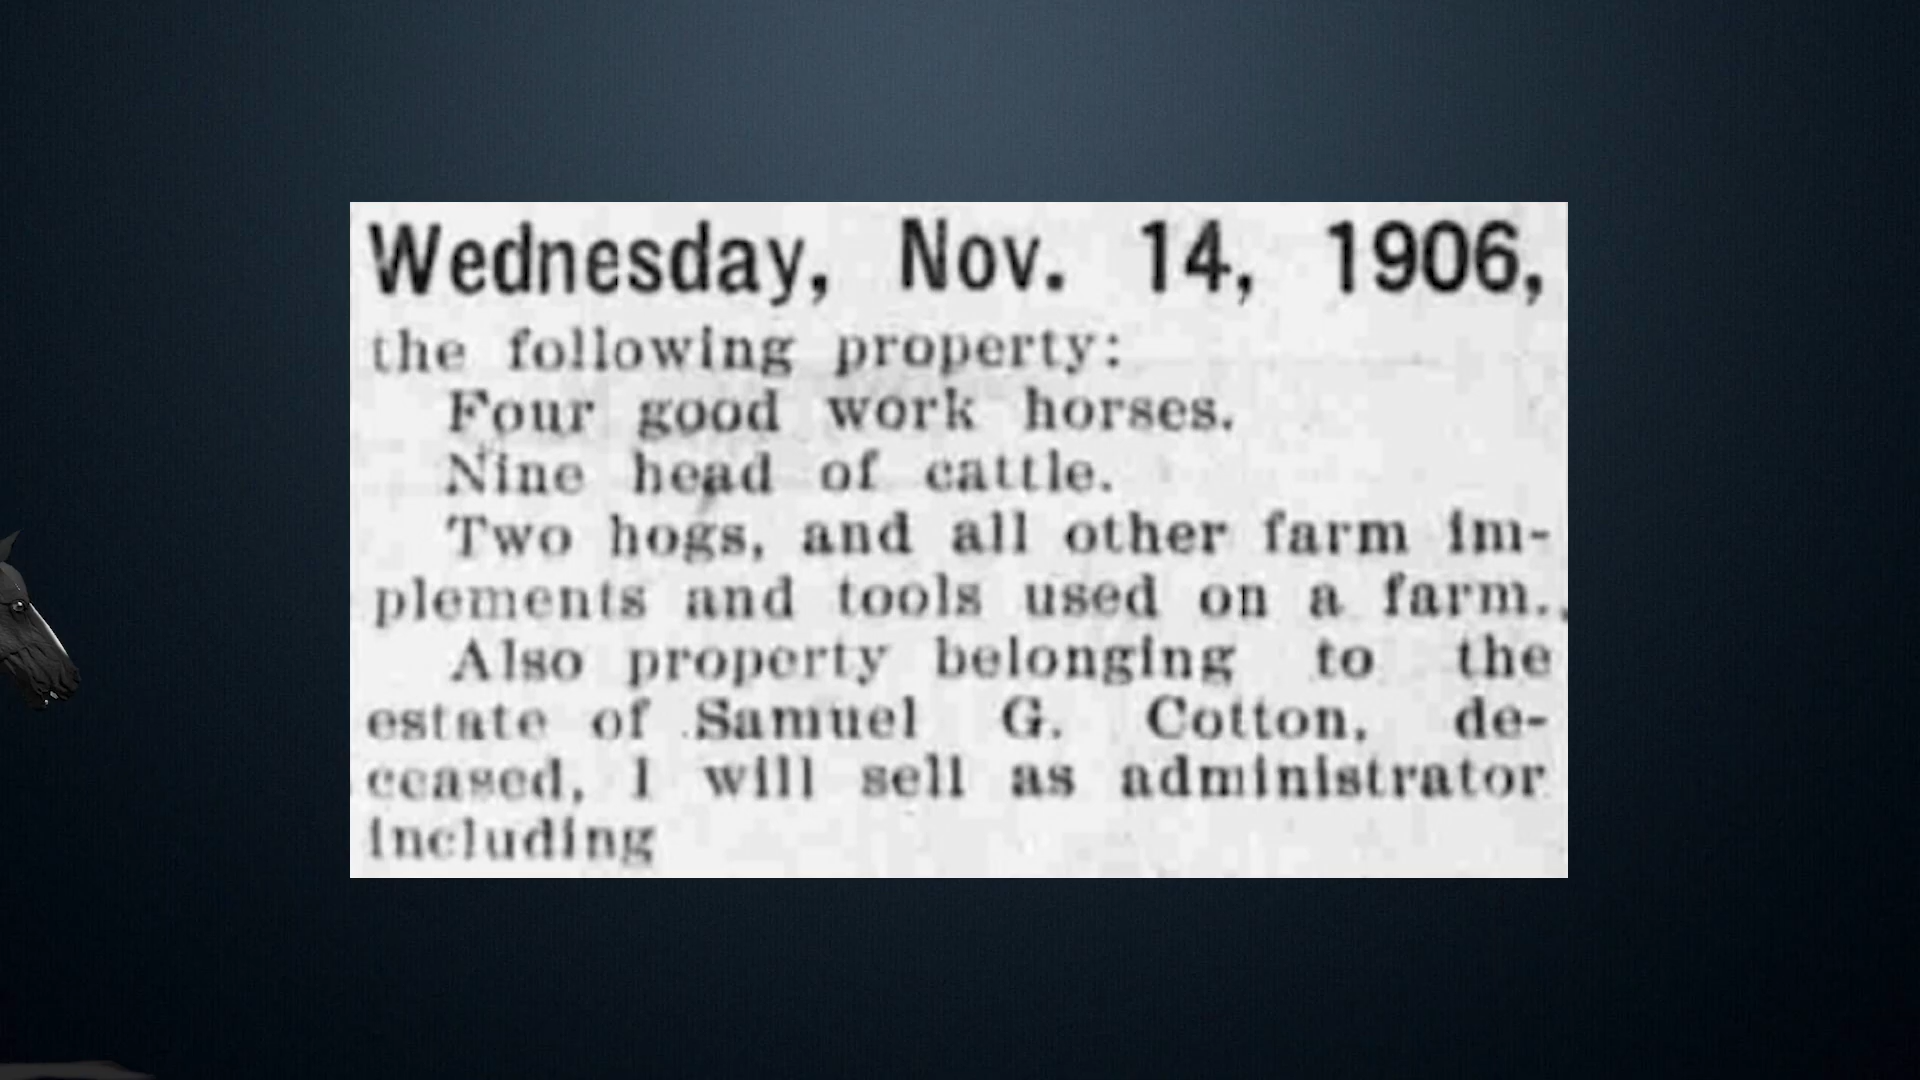 Wednesday, Nov. 14, 1906,
the following property:
Four good work horses.
Nine head of cattle.
Two hogs, and all other farm im-
plements and tools used on a farm.
Also property belonging to the
estate of Samuel G. Cotton, de-
ceased, I will sell as administrator
including